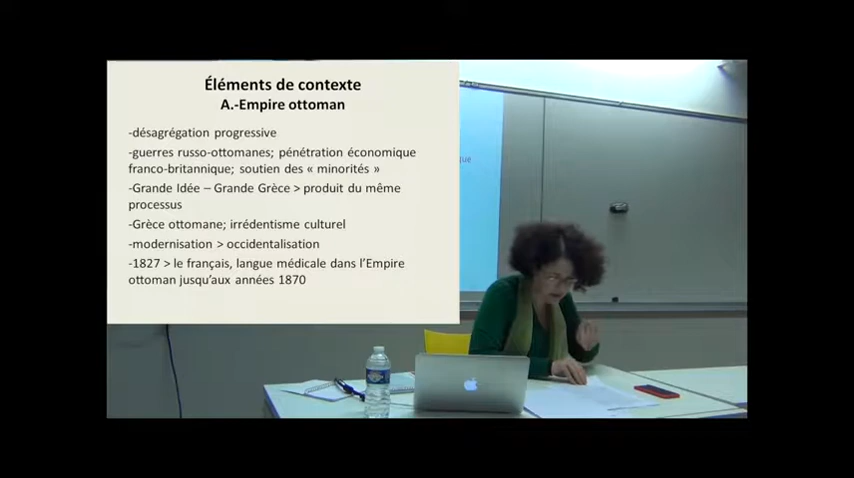 Éléments de contexte
A.-Empire ottoman
-désagrégation progressive
-guerres russo-ottomanes; pénétration économique
franco-britannique; soutien des « minorités »
-Grande Idée – Grande Grèce > produit du même
processus
-Grèce ottomane; irrédentisme culturel
-modernisation > occidentalisation
-1827 > le français, langue médicale dans l'Empire
ottoman jusqu'aux années 1870